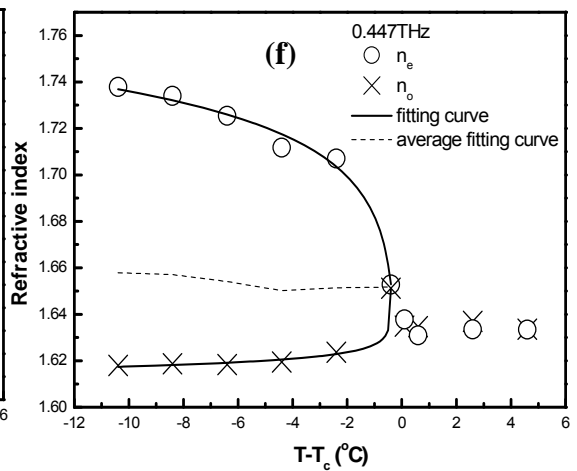 6
1.76
1.74
1.72
1.70
1.68
1.66
1.64
1.62
1.60
Refractive index
(f)
0.447THz
n_e
n_o
fitting curve
average fitting curve
-12 -10 -8 -6 -4 -2 0 2 4 6
T-T_c (°C)